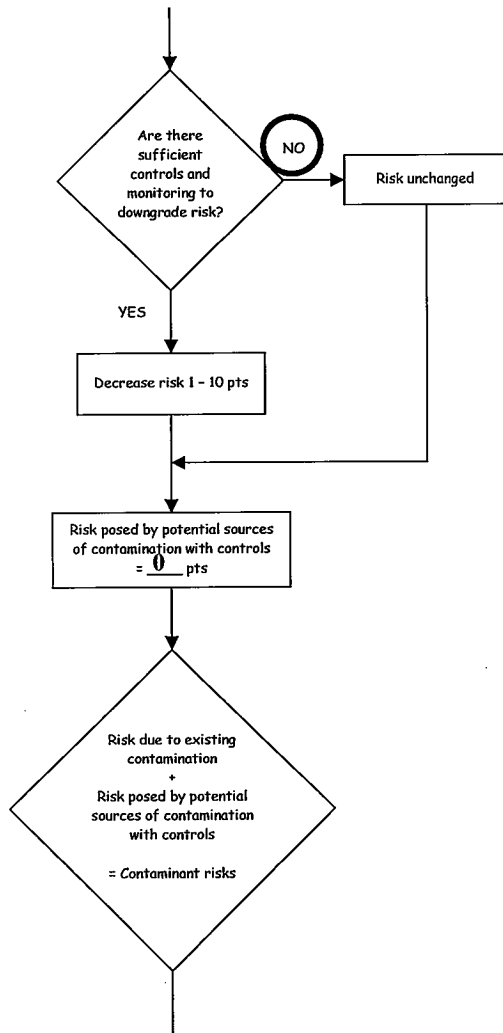 Are there
sufficient
controls and
monitoring to
downgrade risk?
NO
Risk unchanged
YES
Decrease risk 1 - 10 pts
Risk posed by potential sources
of contamination with controls
= 0 pts
Risk due to existing
contamination
+
Risk posed by potential
sources of contamination
with controls
= Contaminant risks